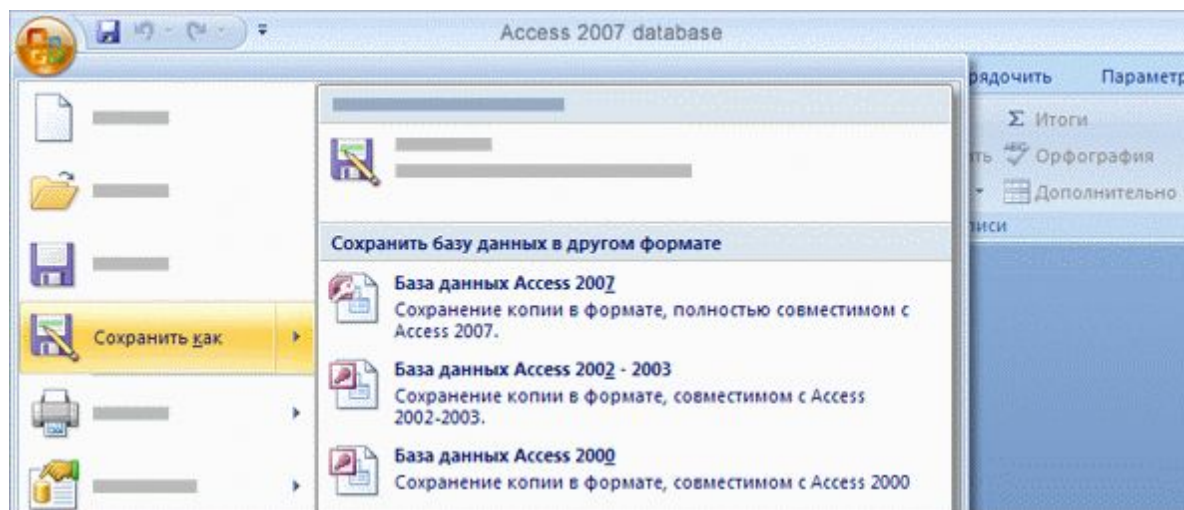 Access 2007 database
Параметр
Σ Итоги
Орфография
Дополнительно
Сохранить базу данных в другом формате
База данных Access 2007
Сохранение копии в формате, полностью совместимом с
Access 2007.
Сохранить как
База данных Access 2002 - 2003
Сохранение копии в формате, совместимом с Access
2002-2003.
База данных Access 2000
Сохранение копии в формате, совместимом с Access 2000